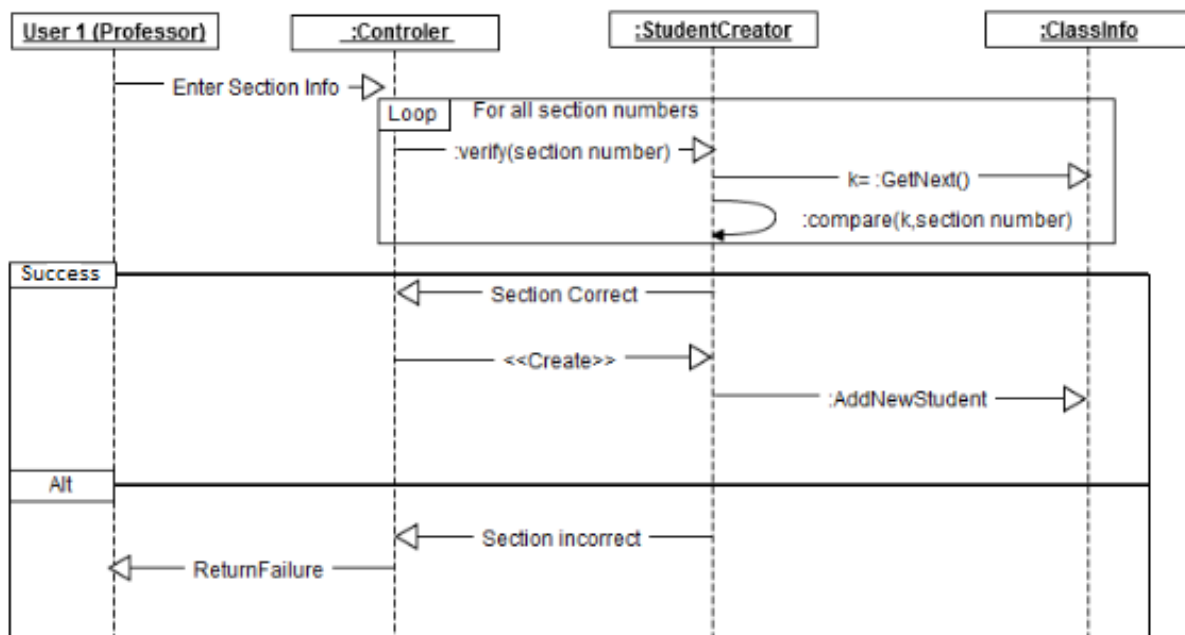 User 1 (Professor)
:Controler
:StudentCreator
:ClassInfo
Enter Section Info
Loop
For all section numbers
:verify(section number)
k= :GetNext()
:compare(k,section number)
Success
Section Correct
<<Create>>
:AddNewStudent
Alt
Section incorrect
ReturnFailure